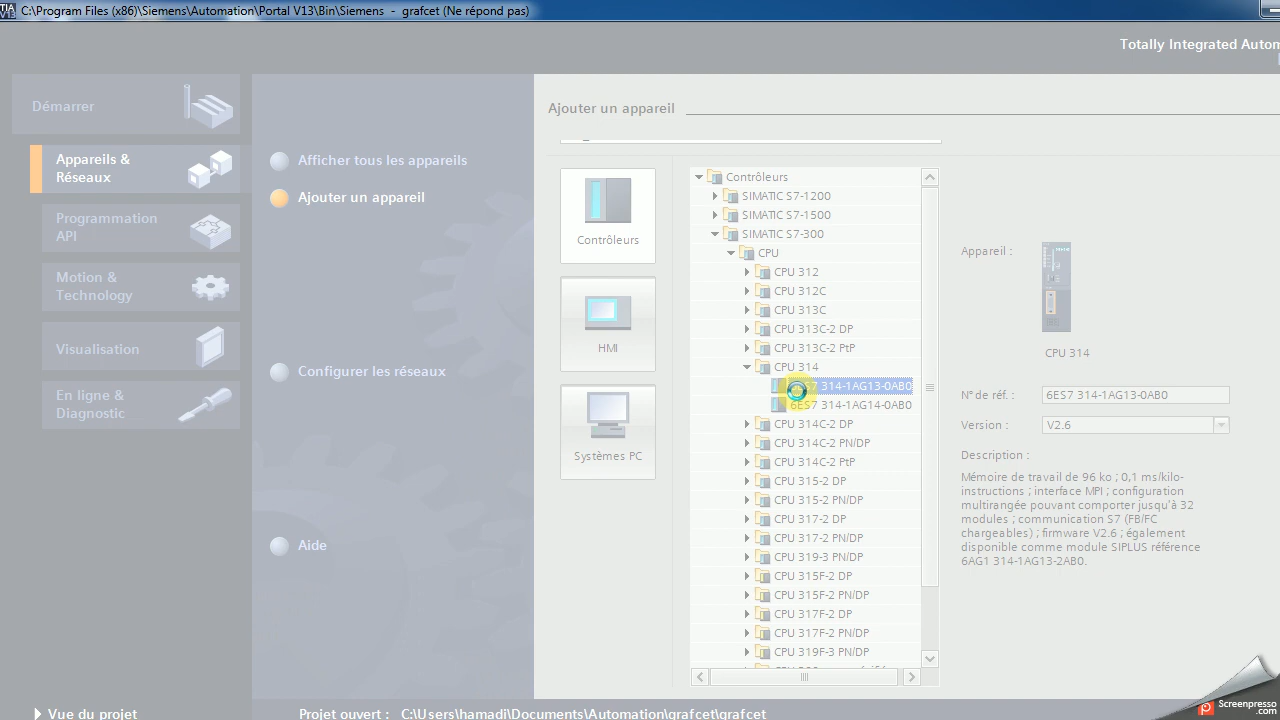 TIA V13
C:\Program Files (x86)\Siemens\Automation\Portal V13\Bin\Siemens - grafcet (Ne répond pas)
Totally Integrated Autom
Démarrer
Appareils &
Réseaux
Programmation
API
Motion &
Technology
Visualisation
En ligne &
Diagnostic
Vue du projet
Afficher tous les appareils
Ajouter un appareil
Configurer les réseaux
Aide
Ajouter un appareil
Contrôleurs
HMI
Systèmes PC
Contrôleurs
SIMATIC S7-1200
SIMATIC S7-1500
SIMATIC S7-300
CPU
CPU 312
CPU 312C
CPU 313C
CPU 313C-2 DP
CPU 313C-2 PtP
CPU 314
314-1AG13-0AB0
6ES7 314-1AG14-0AB0
CPU 314C-2 DP
CPU 314C-2 PN/DP
CPU 314C-2 PtP
CPU 315-2 DP
CPU 315-2 PN/DP
CPU 317-2 DP
CPU 317-2 PN/DP
CPU 319-3 PN/DP
CPU 315F-2 DP
CPU 315F-2 PN/DP
CPU 317F-2 DP
CPU 317F-2 PN/DP
CPU 319F-3 PN/DP
Appareil :
CPU 314
N° de réf. :
6ES7 314-1AG13-0AB0
Version :
V2.6
Description :
Mémoire de travail de 96 ko ; 0,1 ms/kilo-
instructions ; interface MPI ; configuration
multirangée pouvant comporter jusqu'à 32
modules ; communication S7 (FB/FC
chargeables) ; firmware V2.6 ; également
disponible comme module SIPLUS référence
6AG1 314-1AG13-2AB0.
Projet ouvert : C:\Users\hamadi\Documents\Automation\grafcet\grafcet
Screenpresso
.com